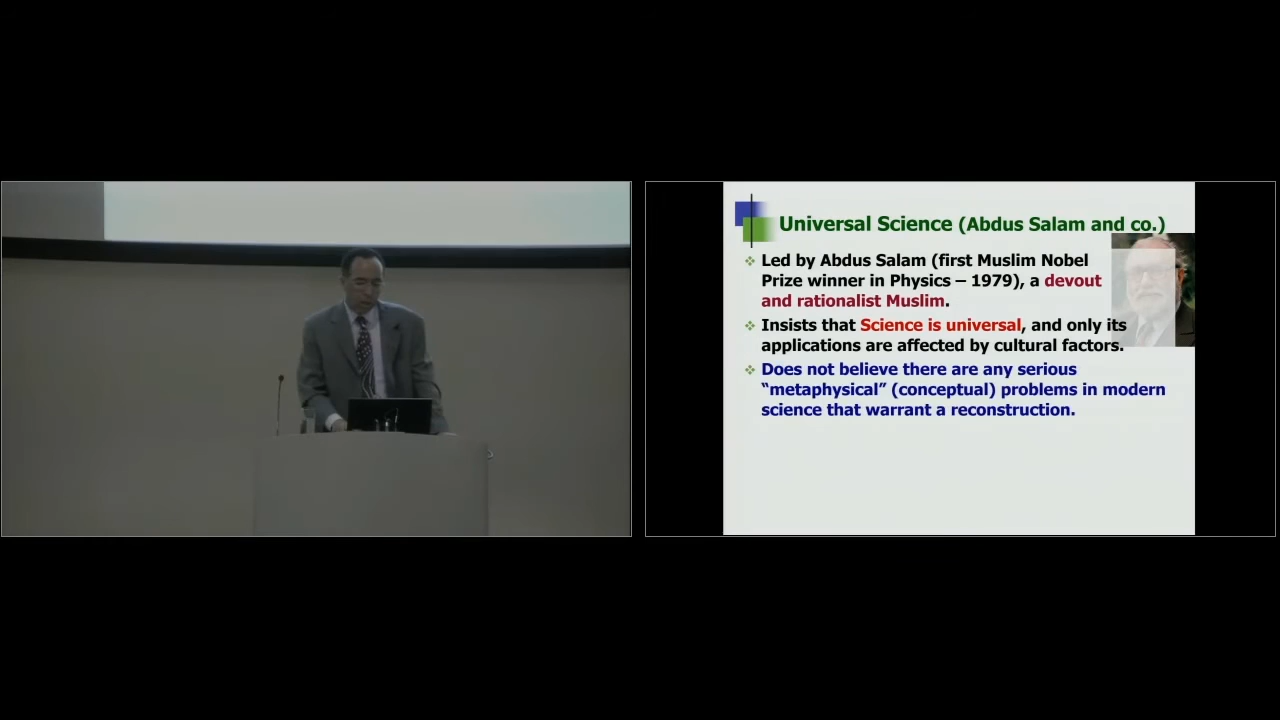 Universal Science (Abdus Salam and co.)
Led by Abdus Salam (first Muslim Nobel
Prize winner in Physics – 1979), a devout
and rationalist Muslim.
Insists that Science is universal, and only its
applications are affected by cultural factors.
Does not believe there are any serious
“metaphysical” (conceptual) problems in modern
science that warrant a reconstruction.